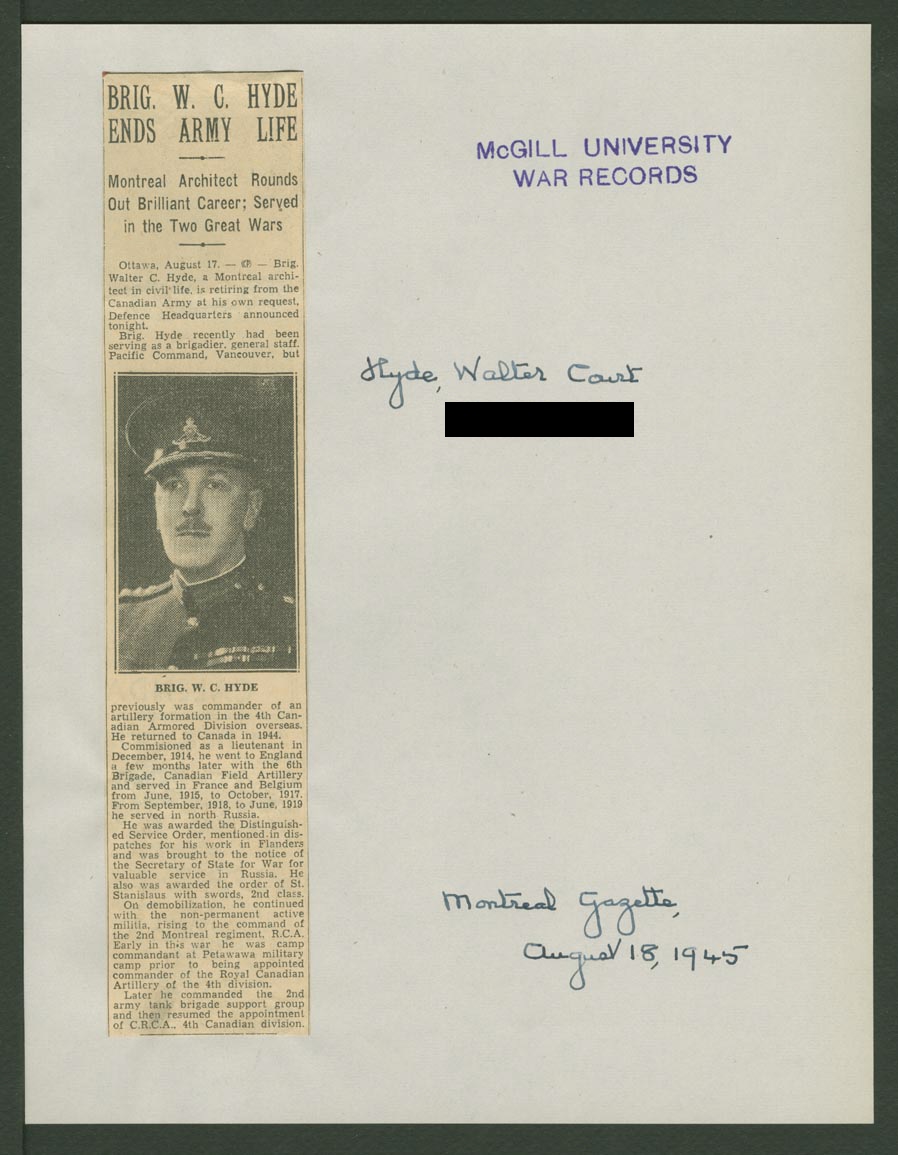 BRIG. W. C. HYDE
ENDS ARMY LIFE
Montreal Architect Rounds
Out Brilliant Career; Served
in the Two Great Wars
Ottawa, August 17. — CP — Brig.
Walter C. Hyde, a Montreal archi-
tect in civil life, is retiring from the
Canadian Army at his own request,
Defence Headquarters announced
tonight.
Brig. Hyde recently had been
serving as a brigadier, general staff.
Pacific Command, Vancouver, but
BRIG. W. C. HYDE
previously was commander of an
artillery formation in the 4th Can-
adian Armored Division overseas.
He returned to Canada in 1944.
Commisioned as a lieutenant in
December, 1914, he went to England
a few months later with the 6th
Brigade, Canadian Field Artillery
and served in France and Belgium
from June, 1915, to October, 1917.
From September, 1918, to June, 1919
he served in north Russia.
He was awarded the Distinguish-
ed Service Order, mentioned in dis-
patches for his work in Flanders
and was brought to the notice of
the Secretary of State for War for
valuable service in Russia. He
also was awarded the order of St.
Stanislaus with swords, 2nd class.
On demobilization, he continued
with the non-permanent active
militia, rising to the command of
the 2nd Montreal regiment, R.C.A.
Early in this war he was camp
commandant at Petawawa military
camp prior to being appointed
commander of the Royal Canadian
Artillery of the 4th division.
Later he commanded the 2nd
army tank brigade support group
and then resumed the appointment
of C.R.C.A., 4th Canadian division.
McGILL UNIVERSITY
WAR RECORDS
Hyde, Walter Court
Montreal Gazette,
August 18, 1945